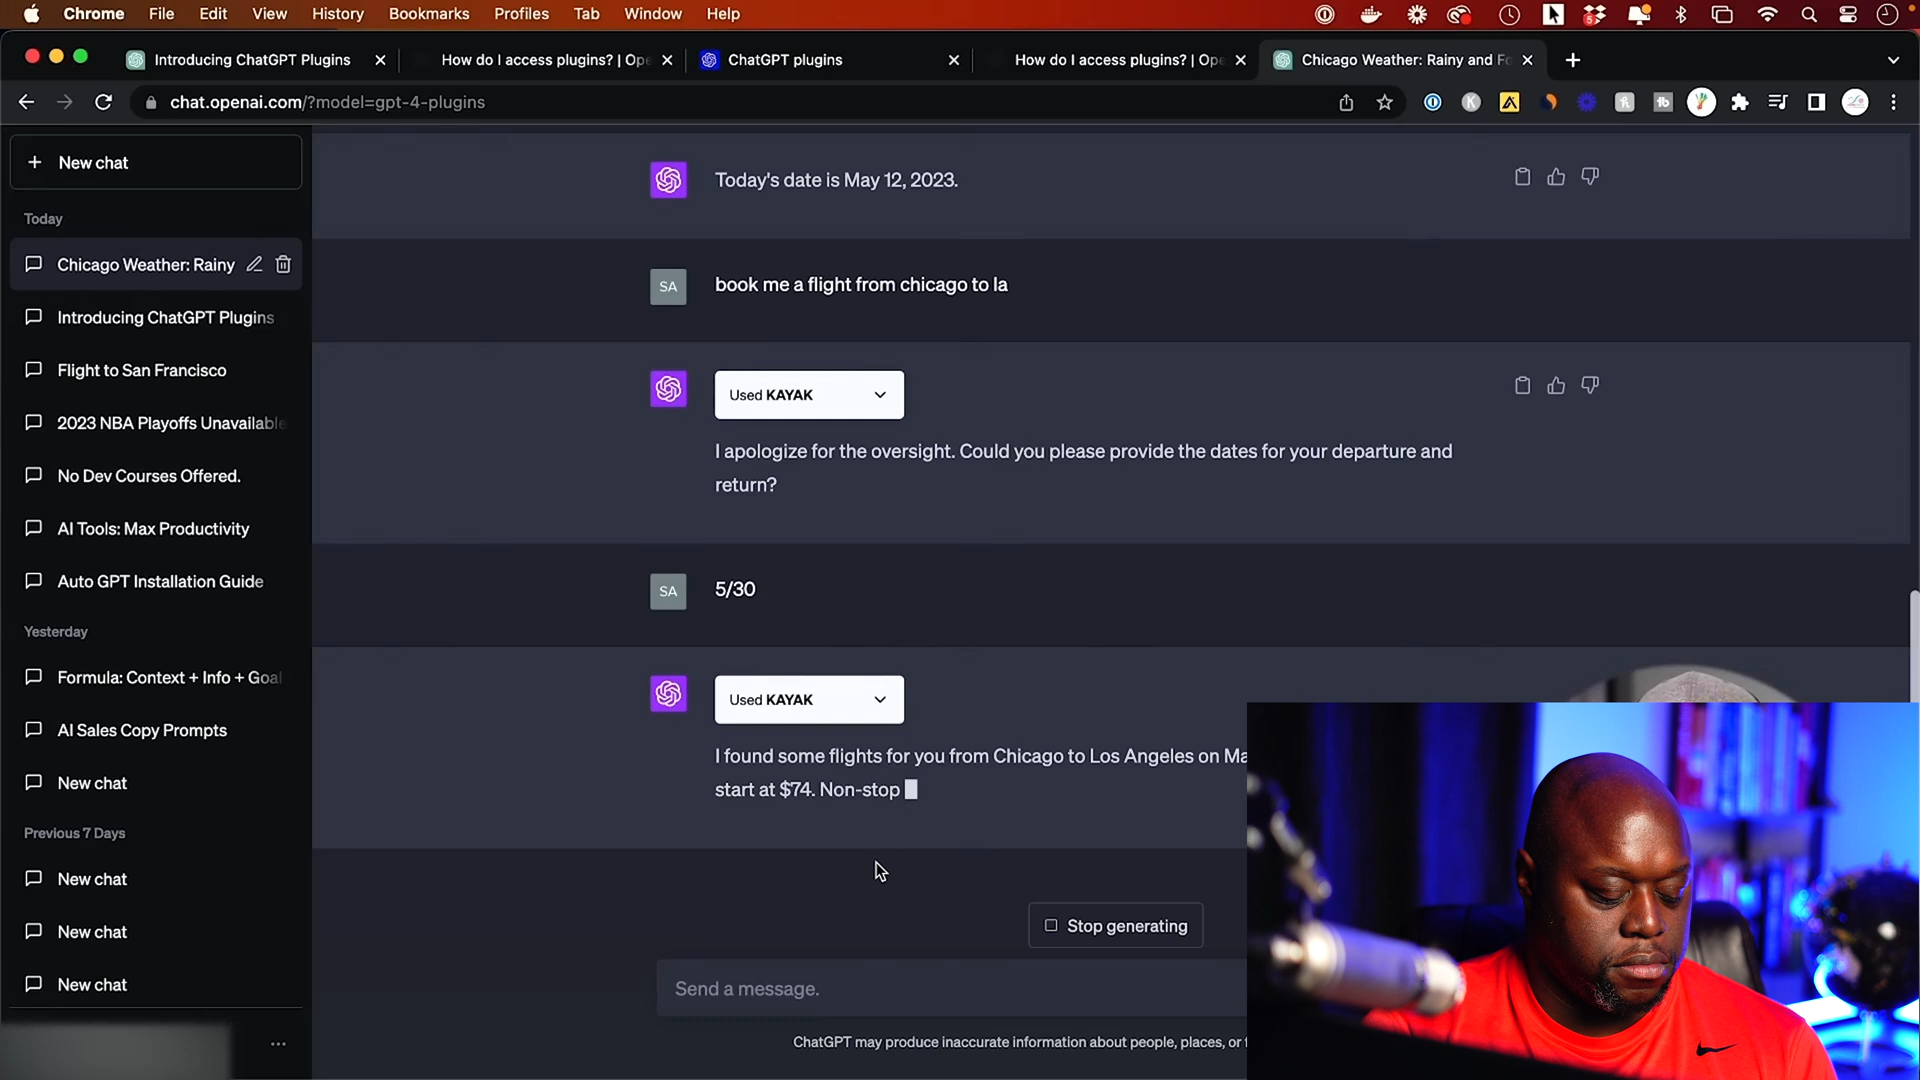 Chrome File Edit View History Bookmarks Profiles Tab Window Help
Introducing ChatGPT Plugins
How do I access plugins? | Ope
ChatGPT plugins
How do I access plugins? | Ope
Chicago Weather: Rainy and Fo
chat.openai.com/?model=gpt-4-plugins
New chat
Today
Chicago Weather: Rainy
Introducing ChatGPT Plugins
Flight to San Francisco
2023 NBA Playoffs Unavailable
No Dev Courses Offered.
AI Tools: Max Productivity
Auto GPT Installation Guide
Yesterday
Formula: Context + Info + Goal
AI Sales Copy Prompts
New chat
Previous 7 Days
New chat
New chat
New chat
Today's date is May 12, 2023.
SA
book me a flight from chicago to la
Used KAYAK
I apologize for the oversight. Could you please provide the dates for your departure and
return?
SA
5/30
Used KAYAK
I found some flights for you from Chicago to Los Angeles on Ma
start at $74. Non-stop
Stop generating
Send a message.
ChatGPT may produce inaccurate information about people, places, or f